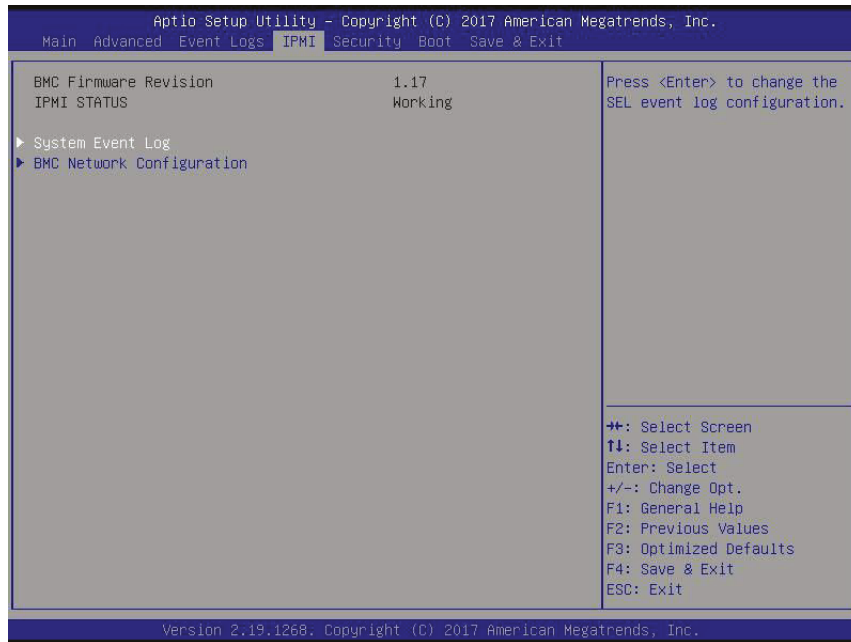 Aptio Setup Utility – Copyright (C) 2017 American Megatrends, Inc.
Main Advanced Event Logs IPMI Security Boot Save & Exit
BMC Firmware Revision 1.17
IPMI STATUS Working
System Event Log
BMC Network Configuration
Press <Enter> to change the
SEL event log configuration.
→←: Select Screen
↑↓: Select Item
Enter: Select
+/-: Change Opt.
F1: General Help
F2: Previous Values
F3: Optimized Defaults
F4: Save & Exit
ESC: Exit
Version 2.19.1268. Copyright (C) 2017 American Megatrends, Inc.